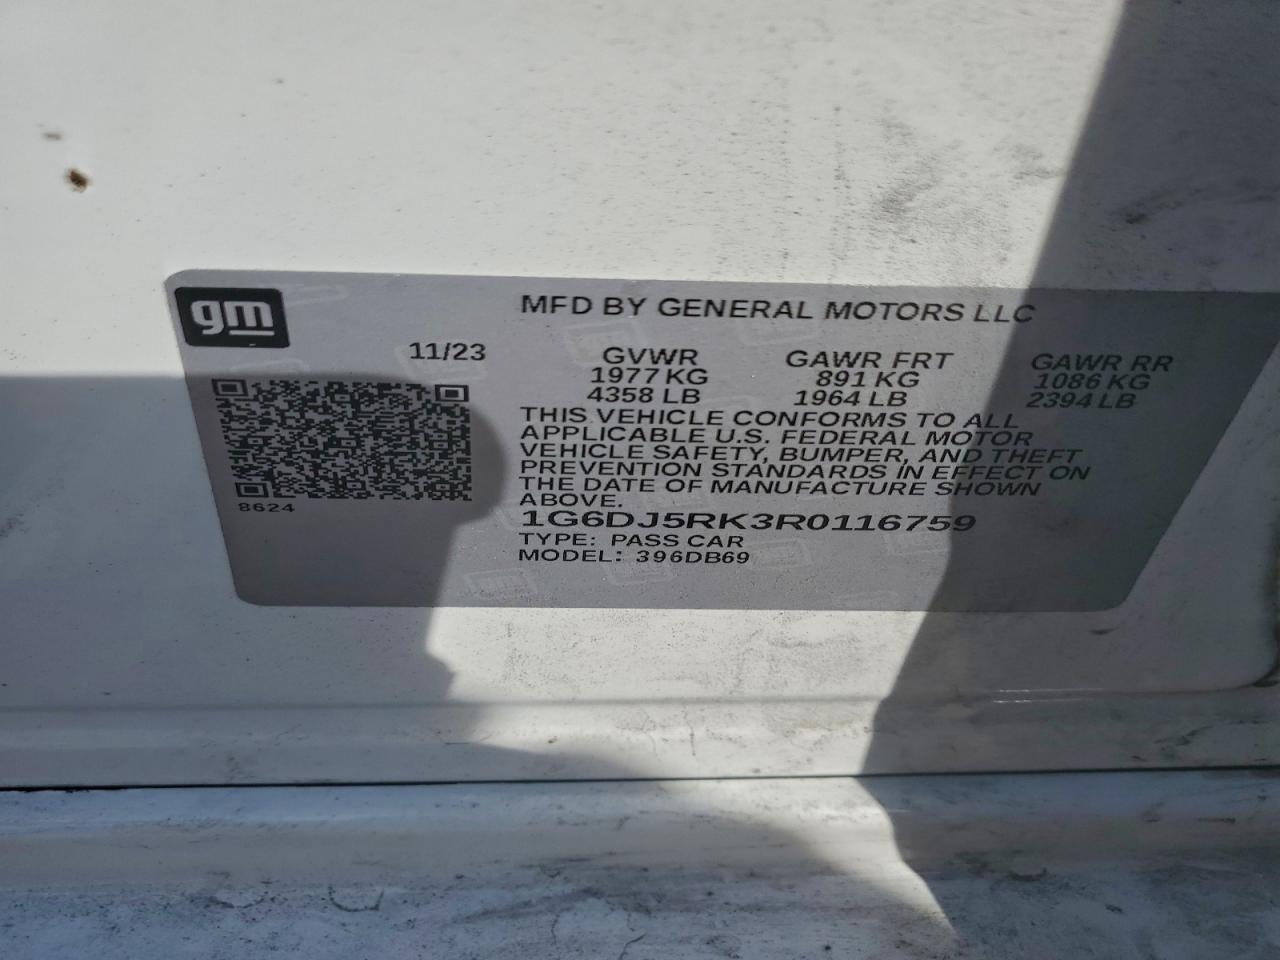 gm
MFD BY GENERAL MOTORS LLC
11/23 GVWR GAWR FRT GAWR RR
1977 KG 891 KG 1086 KG
4358 LB 1964 LB 2394 LB
THIS VEHICLE CONFORMS TO ALL
APPLICABLE U.S. FEDERAL MOTOR
VEHICLE SAFETY, BUMPER, AND THEFT
PREVENTION STANDARDS IN EFFECT ON
THE DATE OF MANUFACTURE SHOWN
ABOVE.
8624
1G6DJ5RK3R0116759
TYPE: PASS CAR
MODEL: 396DB69